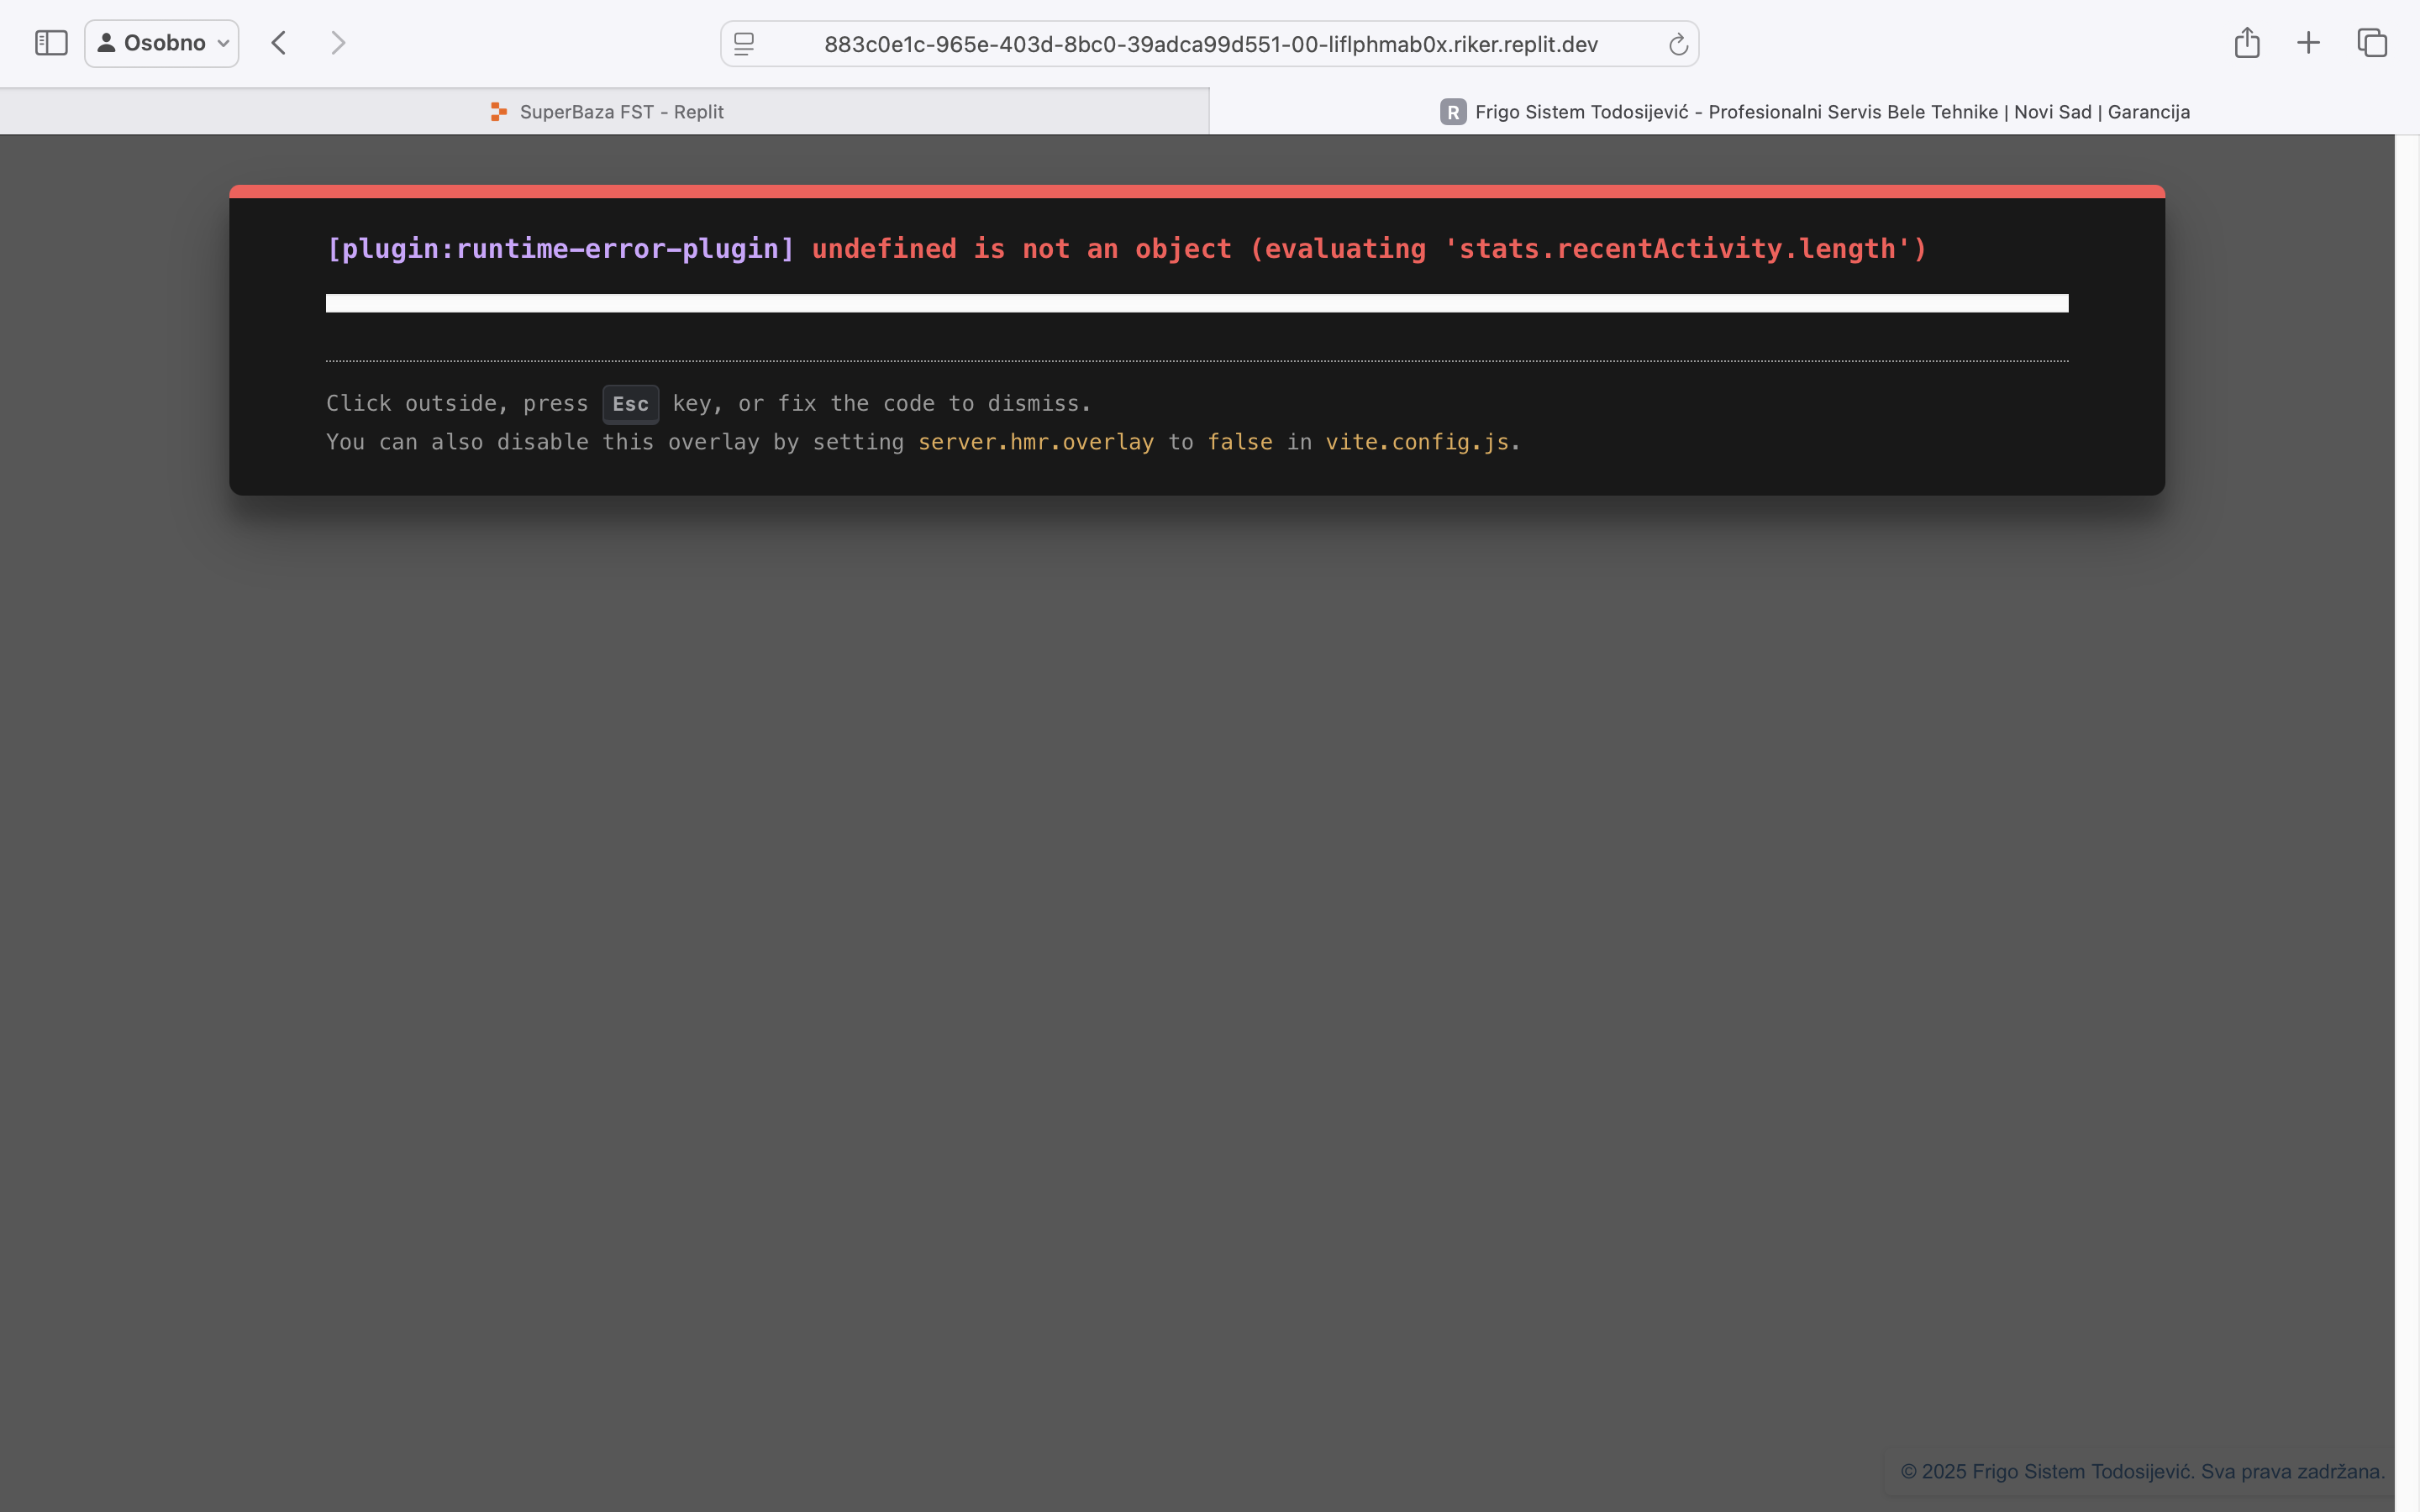 Osobno
883c0e1c-965e-403d-8bc0-39adca99d551-00-liflphmab0x.riker.replit.dev
SuperBaza FST - Replit
R Frigo Sistem Todosijević - Profesionalni Servis Bele Tehnike | Novi Sad | Garancija
[plugin:runtime-error-plugin] undefined is not an object (evaluating 'stats.recentActivity.length')
Click outside, press Esc key, or fix the code to dismiss.
You can also disable this overlay by setting server.hmr.overlay to false in vite.config.js.
© 2025 Frigo Sistem Todosijević. Sva prava zadržana.